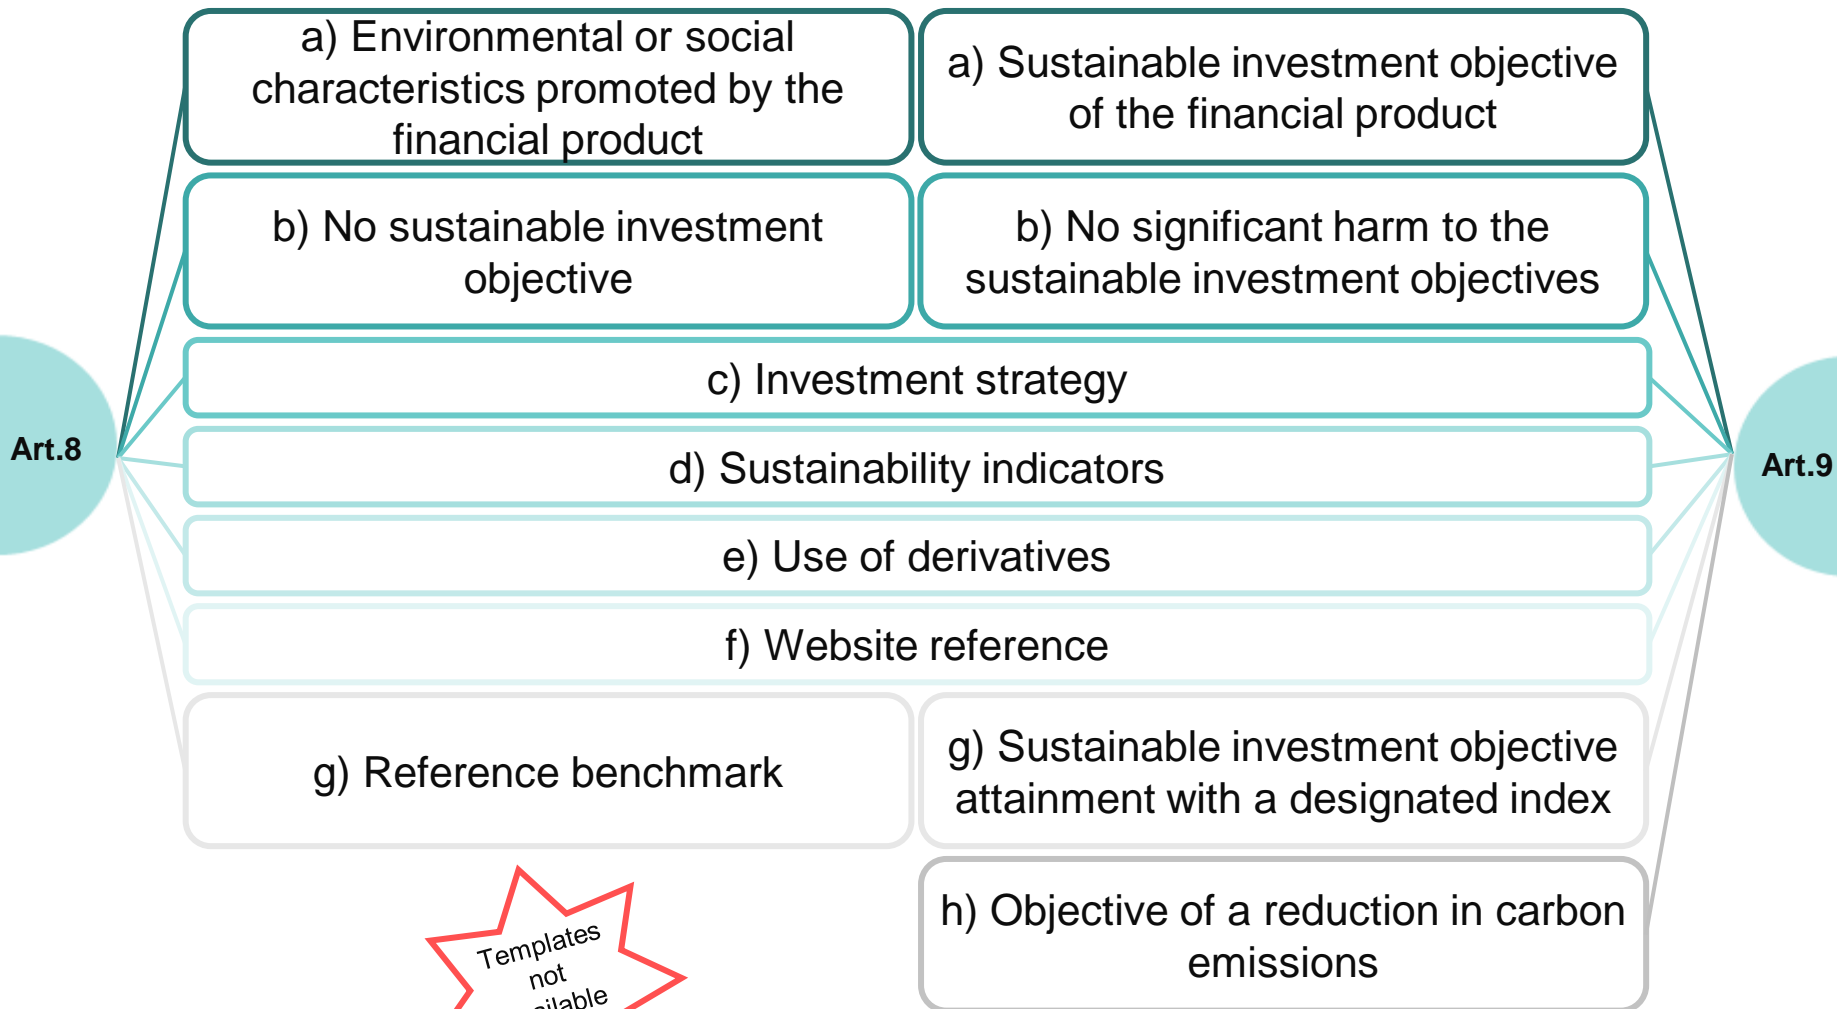 a) Environmental or social
characteristics promoted by the
financial product
a) Sustainable investment objective
of the financial product
b) No sustainable investment
objective
b) No significant harm to the
sustainable investment objectives
c) Investment strategy
Art.8
d) Sustainability indicators
Art.9
e) Use of derivatives
f) Website reference
g) Reference benchmark
g) Sustainable investment objective
attainment with a designated index
h) Objective of a reduction in carbon
emissions
Templates
not